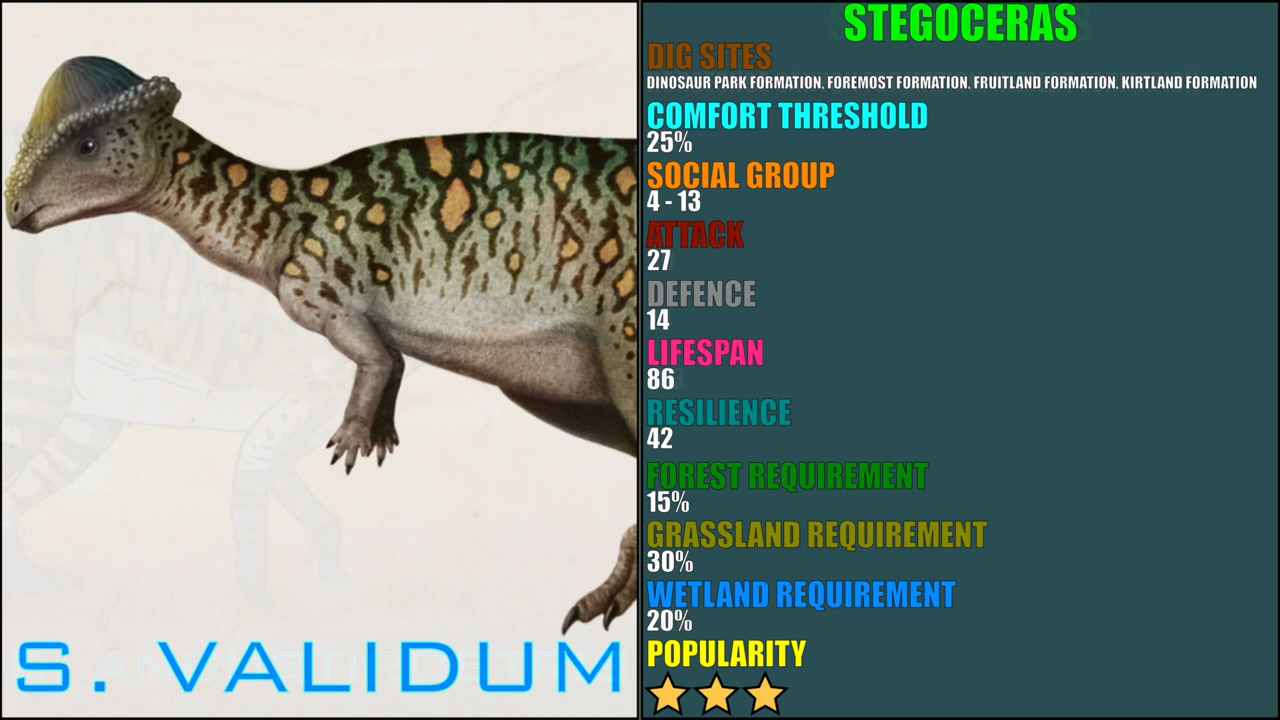 STEGOCERAS
DIG SITES
DINOSAUR PARK FORMATION, FOREMOST FORMATION, FRUITLAND FORMATION, KIRTLAND FORMATION
COMFORT THRESHOLD
25%
SOCIAL GROUP
4 - 13
ATTACK
27
DEFENCE
14
LIFESPAN
86
RESILIENCE
42
FOREST REQUIREMENT
15%
GRASSLAND REQUIREMENT
30%
WETLAND REQUIREMENT
20%
POPULARITY
S. VALIDUM